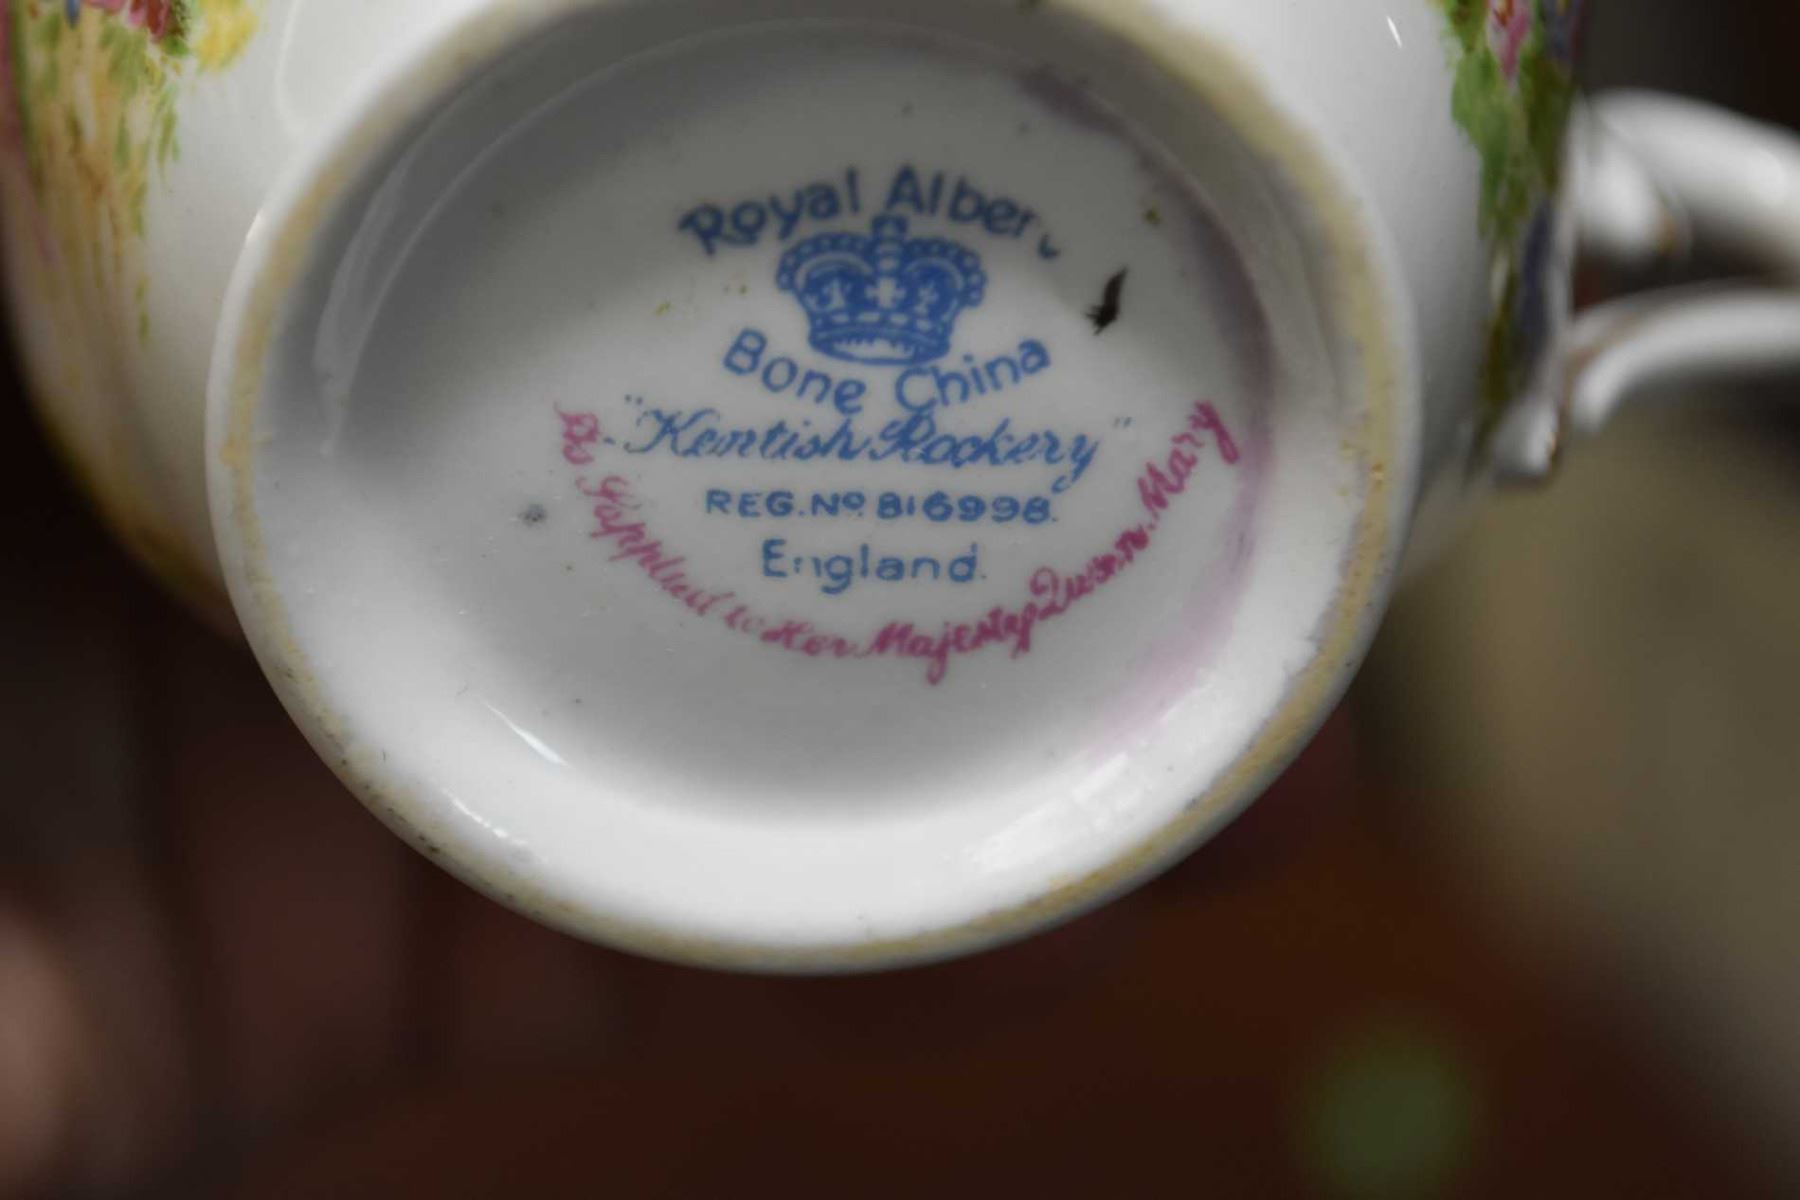 Royal Albert
Bone China
"Kentish Rockery"
REG. No. 816998.
England.
As Supplied to Her Majesty Queen Mary